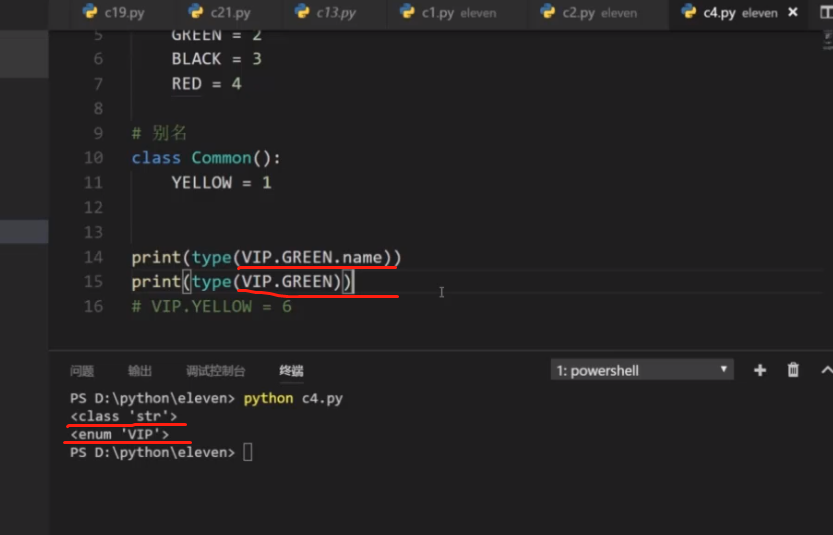 c19.py c21.py c13.py c1.py eleven c2.py eleven c4.py eleven ×
5 GREEN = 2
6 BLACK = 3
7 RED = 4
8
9 # 别名
10 class Common():
11 YELLOW = 1
12
13
14 print(type(VIP.GREEN.name))
15 print(type(VIP.GREEN))
16 # VIP.YELLOW = 6
问题 输出 调试控制台 终端 1: powershell
PS D:\python\eleven> python c4.py
<class 'str'>
<enum 'VIP'>
PS D:\python\eleven>